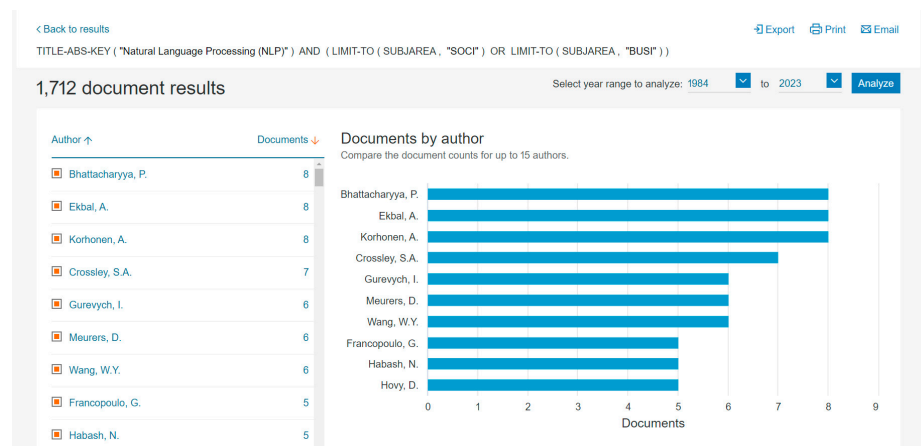 < Back to results
Export Print Email
TITLE-ABS-KEY ( "Natural Language Processing (NLP)" ) AND ( LIMIT-TO ( SUBJAREA , "SOCI" ) OR LIMIT-TO ( SUBJAREA , "BUSI" ) )
1,712 document results
Select year range to analyze: 1984 to 2023 Analyze
Author Documents
Bhattacharyya, P. 8
Ekbal, A. 8
Korhonen, A. 8
Crossley, S.A. 7
Gurevych, I. 6
Meurers, D. 6
Wang, W.Y. 6
Francopoulo, G. 5
Habash, N. 5
Documents by author
Compare the document counts for up to 15 authors.
Bhattacharyya, P.
Ekbal, A.
Korhonen, A.
Crossley, S.A.
Gurevych, I.
Meurers, D.
Wang, W.Y.
Francopoulo, G.
Habash, N.
Hovy, D.
0 1 2 3 4 5 6 7 8 9
Documents